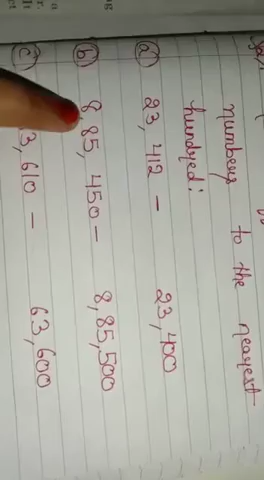 numbers to the nearest
hundred:
(a) 23,412 - 23,400
(b) 8,85,450 - 8,85,500
(c) 3,610 - 63,600